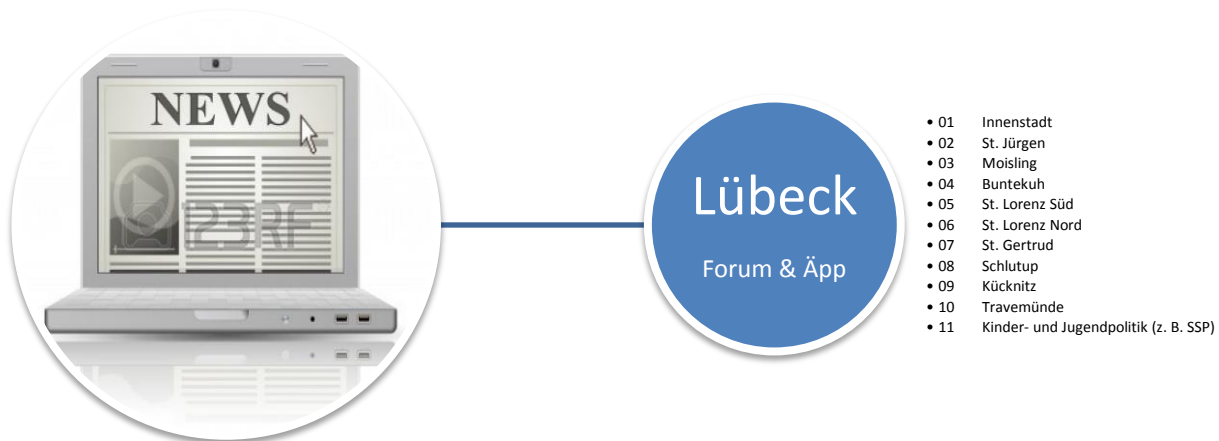 NEWS
123RF
Lübeck
Forum & Äpp
• 01 Innenstadt
• 02 St. Jürgen
• 03 Moisling
• 04 Buntekuh
• 05 St. Lorenz Süd
• 06 St. Lorenz Nord
• 07 St. Gertrud
• 08 Schlutup
• 09 Kücknitz
• 10 Travemünde
• 11 Kinder- und Jugendpolitik (z. B. SSP)